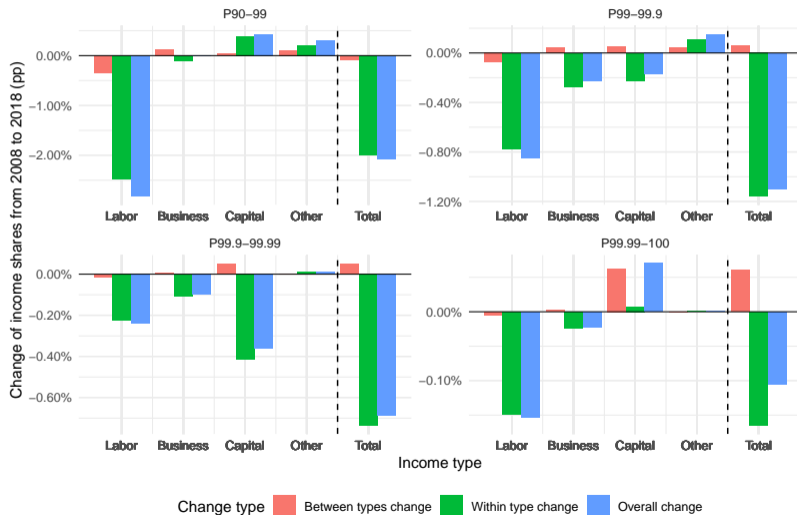 P90−99
P99−99.9
0.00%
−1.00%
−2.00%
0.00%
−0.40%
−0.80%
−1.20%
Labor Business Capital Other Total
Labor Business Capital Other Total
P99.9−99.99
P99.99−100
0.00%
−0.20%
−0.40%
−0.60%
0.00%
−0.10%
Labor Business Capital Other Total
Labor Business Capital Other Total
Change of income shares from 2008 to 2018 (pp)
Income type
Change type Between types change Within type change Overall change